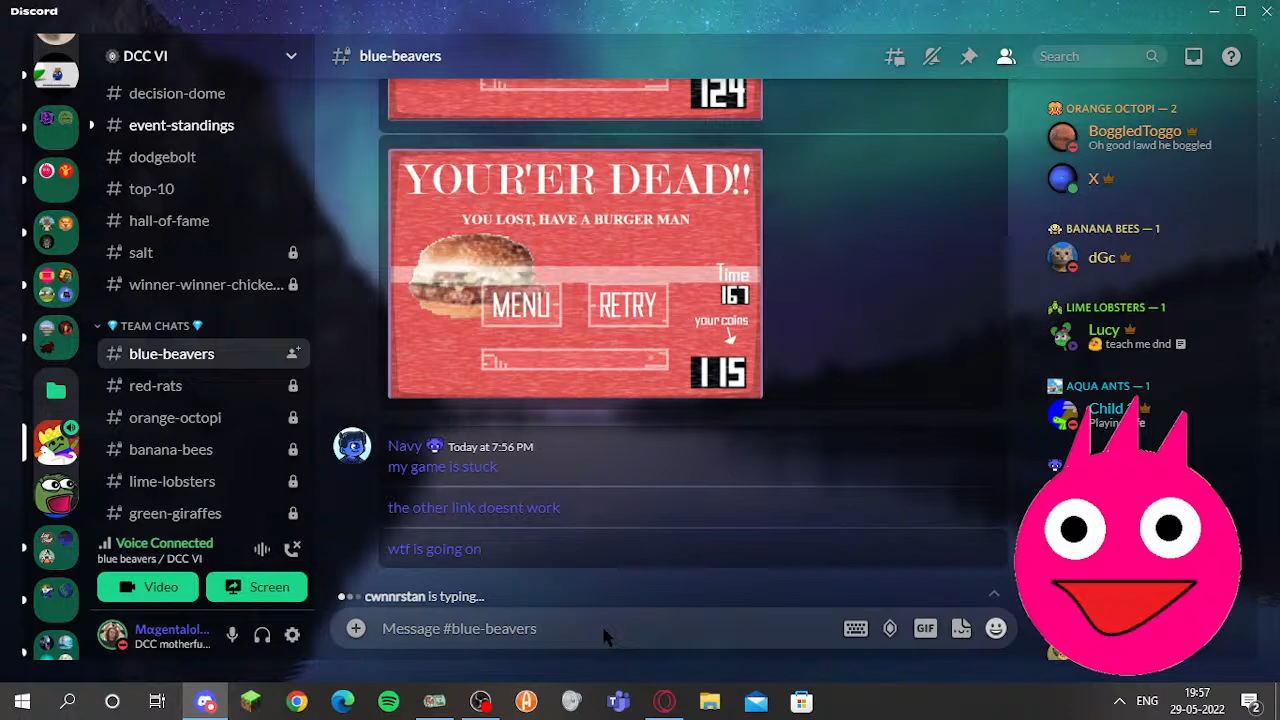 Discord
DCC VI
# decision-dome
# event-standings
# dodgebolt
# top-10
# hall-of-fame
# salt
# winner-winner-chicke...
TEAM CHATS
# blue-beavers
# red-rats
# orange-octopi
# banana-bees
# lime-lobsters
# green-giraffes
Voice Connected
blue beavers / DCC VI
Video
Screen
Mαgentalol...
DCC motherfu...
blue-beavers
Search
124
YOUR'ER DEAD!!
YOU LOST, HAVE A BURGER MAN
Time
167
MENU
RETRY
your coins
115
Navy Today at 7:56 PM
my game is stuck
the other link doesnt work
wtf is going on
cwnnrstan is typing...
Message #blue-beavers
GIF
ORANGE OCTOPI — 2
BoggledToggo
Oh good lawd he boggled
X
BANANA BEES — 1
dGc
LIME LOBSTERS — 1
Lucy
teach me dnd
AQUA ANTS — 1
Child
ENG
19:57
29-05-2022
2